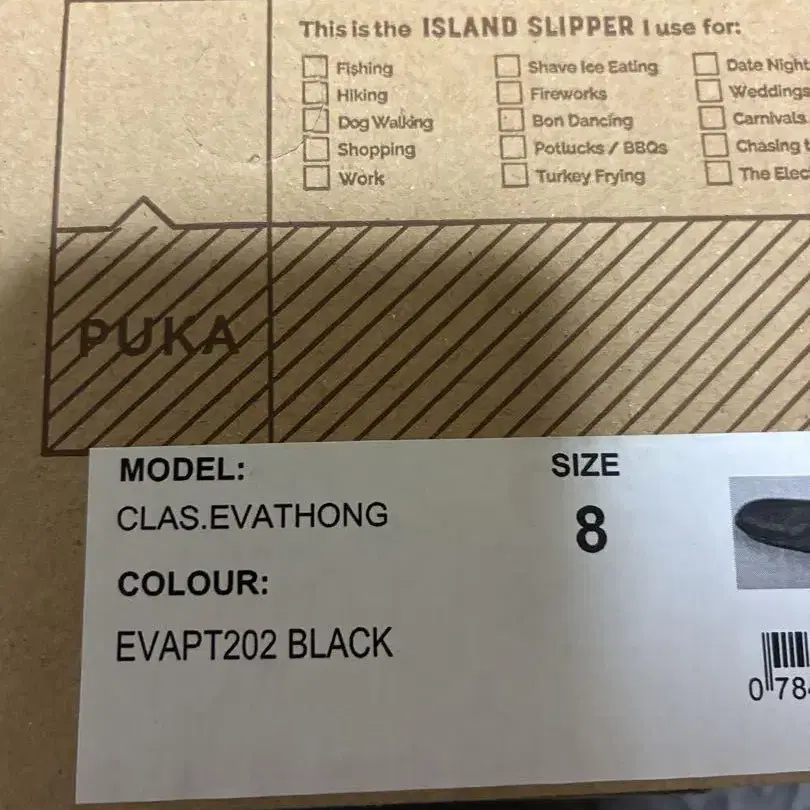 This is the ISLAND SLIPPER I use for:
Fishing
Hiking
Dog Walking
Shopping
Work
Shave Ice Eating
Fireworks
Bon Dancing
Potlucks / BBQs
Turkey Frying
Date Night
Weddings
Carnivals
Chasing
The
PUKA
MODEL:
CLAS.EVATHONG
COLOUR:
EVAPT202 BLACK
SIZE
8
0 78